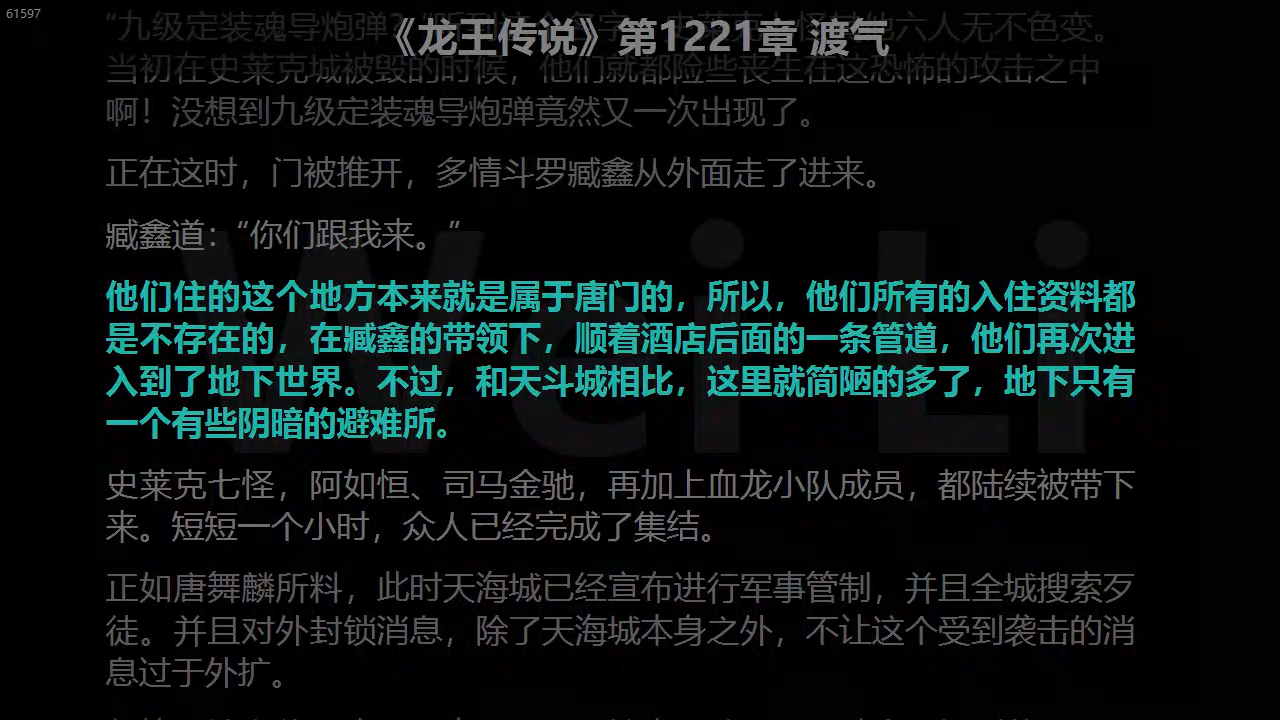 61597
《龙王传说》第1221章 渡气
“九级定装魂导炮弹？”听到这个名字，史莱克七怪其他六人无不色变。
当初在史莱克城被毁的时候，他们就都险些丧生在这恐怖的攻击之中
啊！没想到九级定装魂导炮弹竟然又一次出现了。
正在这时，门被推开，多情斗罗臧鑫从外面走了进来。
臧鑫道：“你们跟我来。”
他们住的这个地方本来就是属于唐门的，所以，他们所有的入住资料都
是不存在的，在臧鑫的带领下，顺着酒店后面的一条管道，他们再次进
入到了地下世界。不过，和天斗城相比，这里就简陋的多了，地下只有
一个有些阴暗的避难所。
史莱克七怪，阿如恒、司马金驰，再加上血龙小队成员，都陆续被带下
来。短短一个小时，众人已经完成了集结。
正如唐舞麟所料，此时天海城已经宣布进行军事管制，并且全城搜索歹
徒。并且对外封锁消息，除了天海城本身之外，不让这个受到袭击的消
息过于外扩。
Wei Li